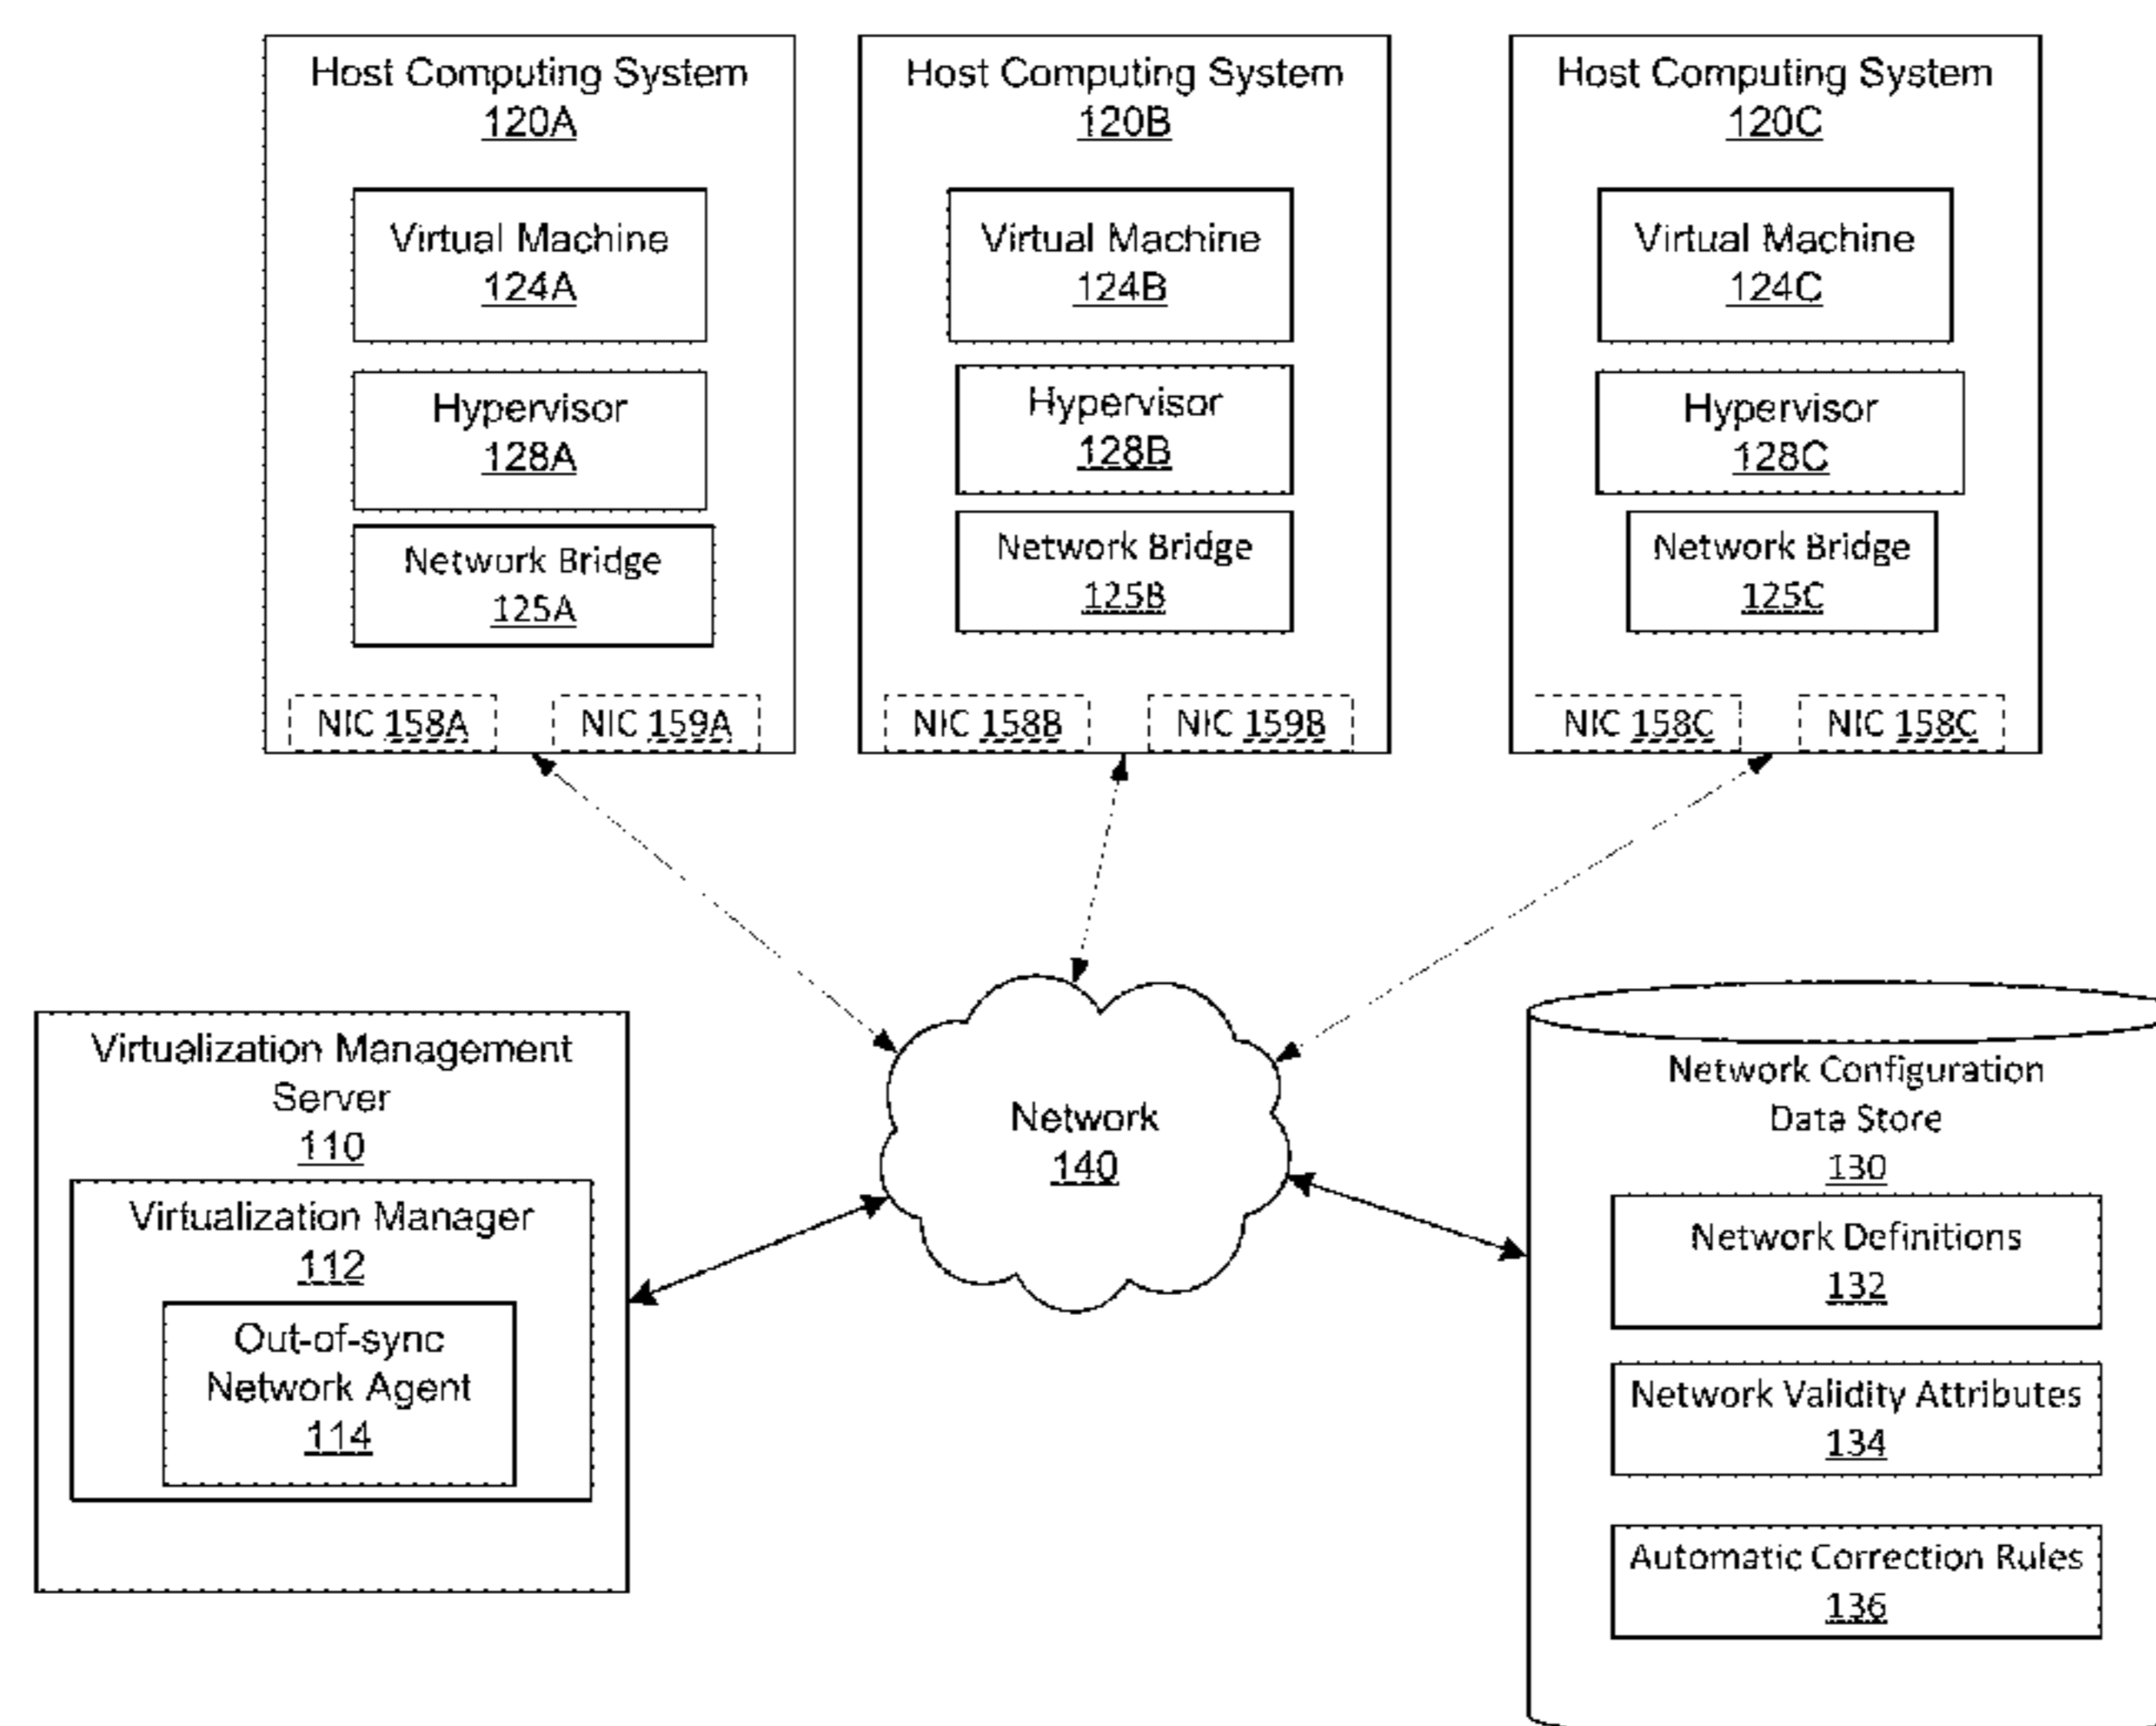 Host Computing System
120A
Virtual Machine
124A
Hypervisor
128A
Network Bridge
125A
NIC 158A
NIC 159A
Host Computing System
120B
Virtual Machine
124B
Hypervisor
128B
Network Bridge
125B
NIC 158B
NIC 159B
Host Computing System
120C
Virtual Machine
124C
Hypervisor
128C
Network Bridge
125C
NIC 158C
NIC 158C
Virtualization Management
Server
110
Virtualization Manager
112
Out-of-sync
Network Agent
114
Network
140
Network Configuration
Data Store
130
Network Definitions
132
Network Validity Attributes
134
Automatic Correction Rules
136